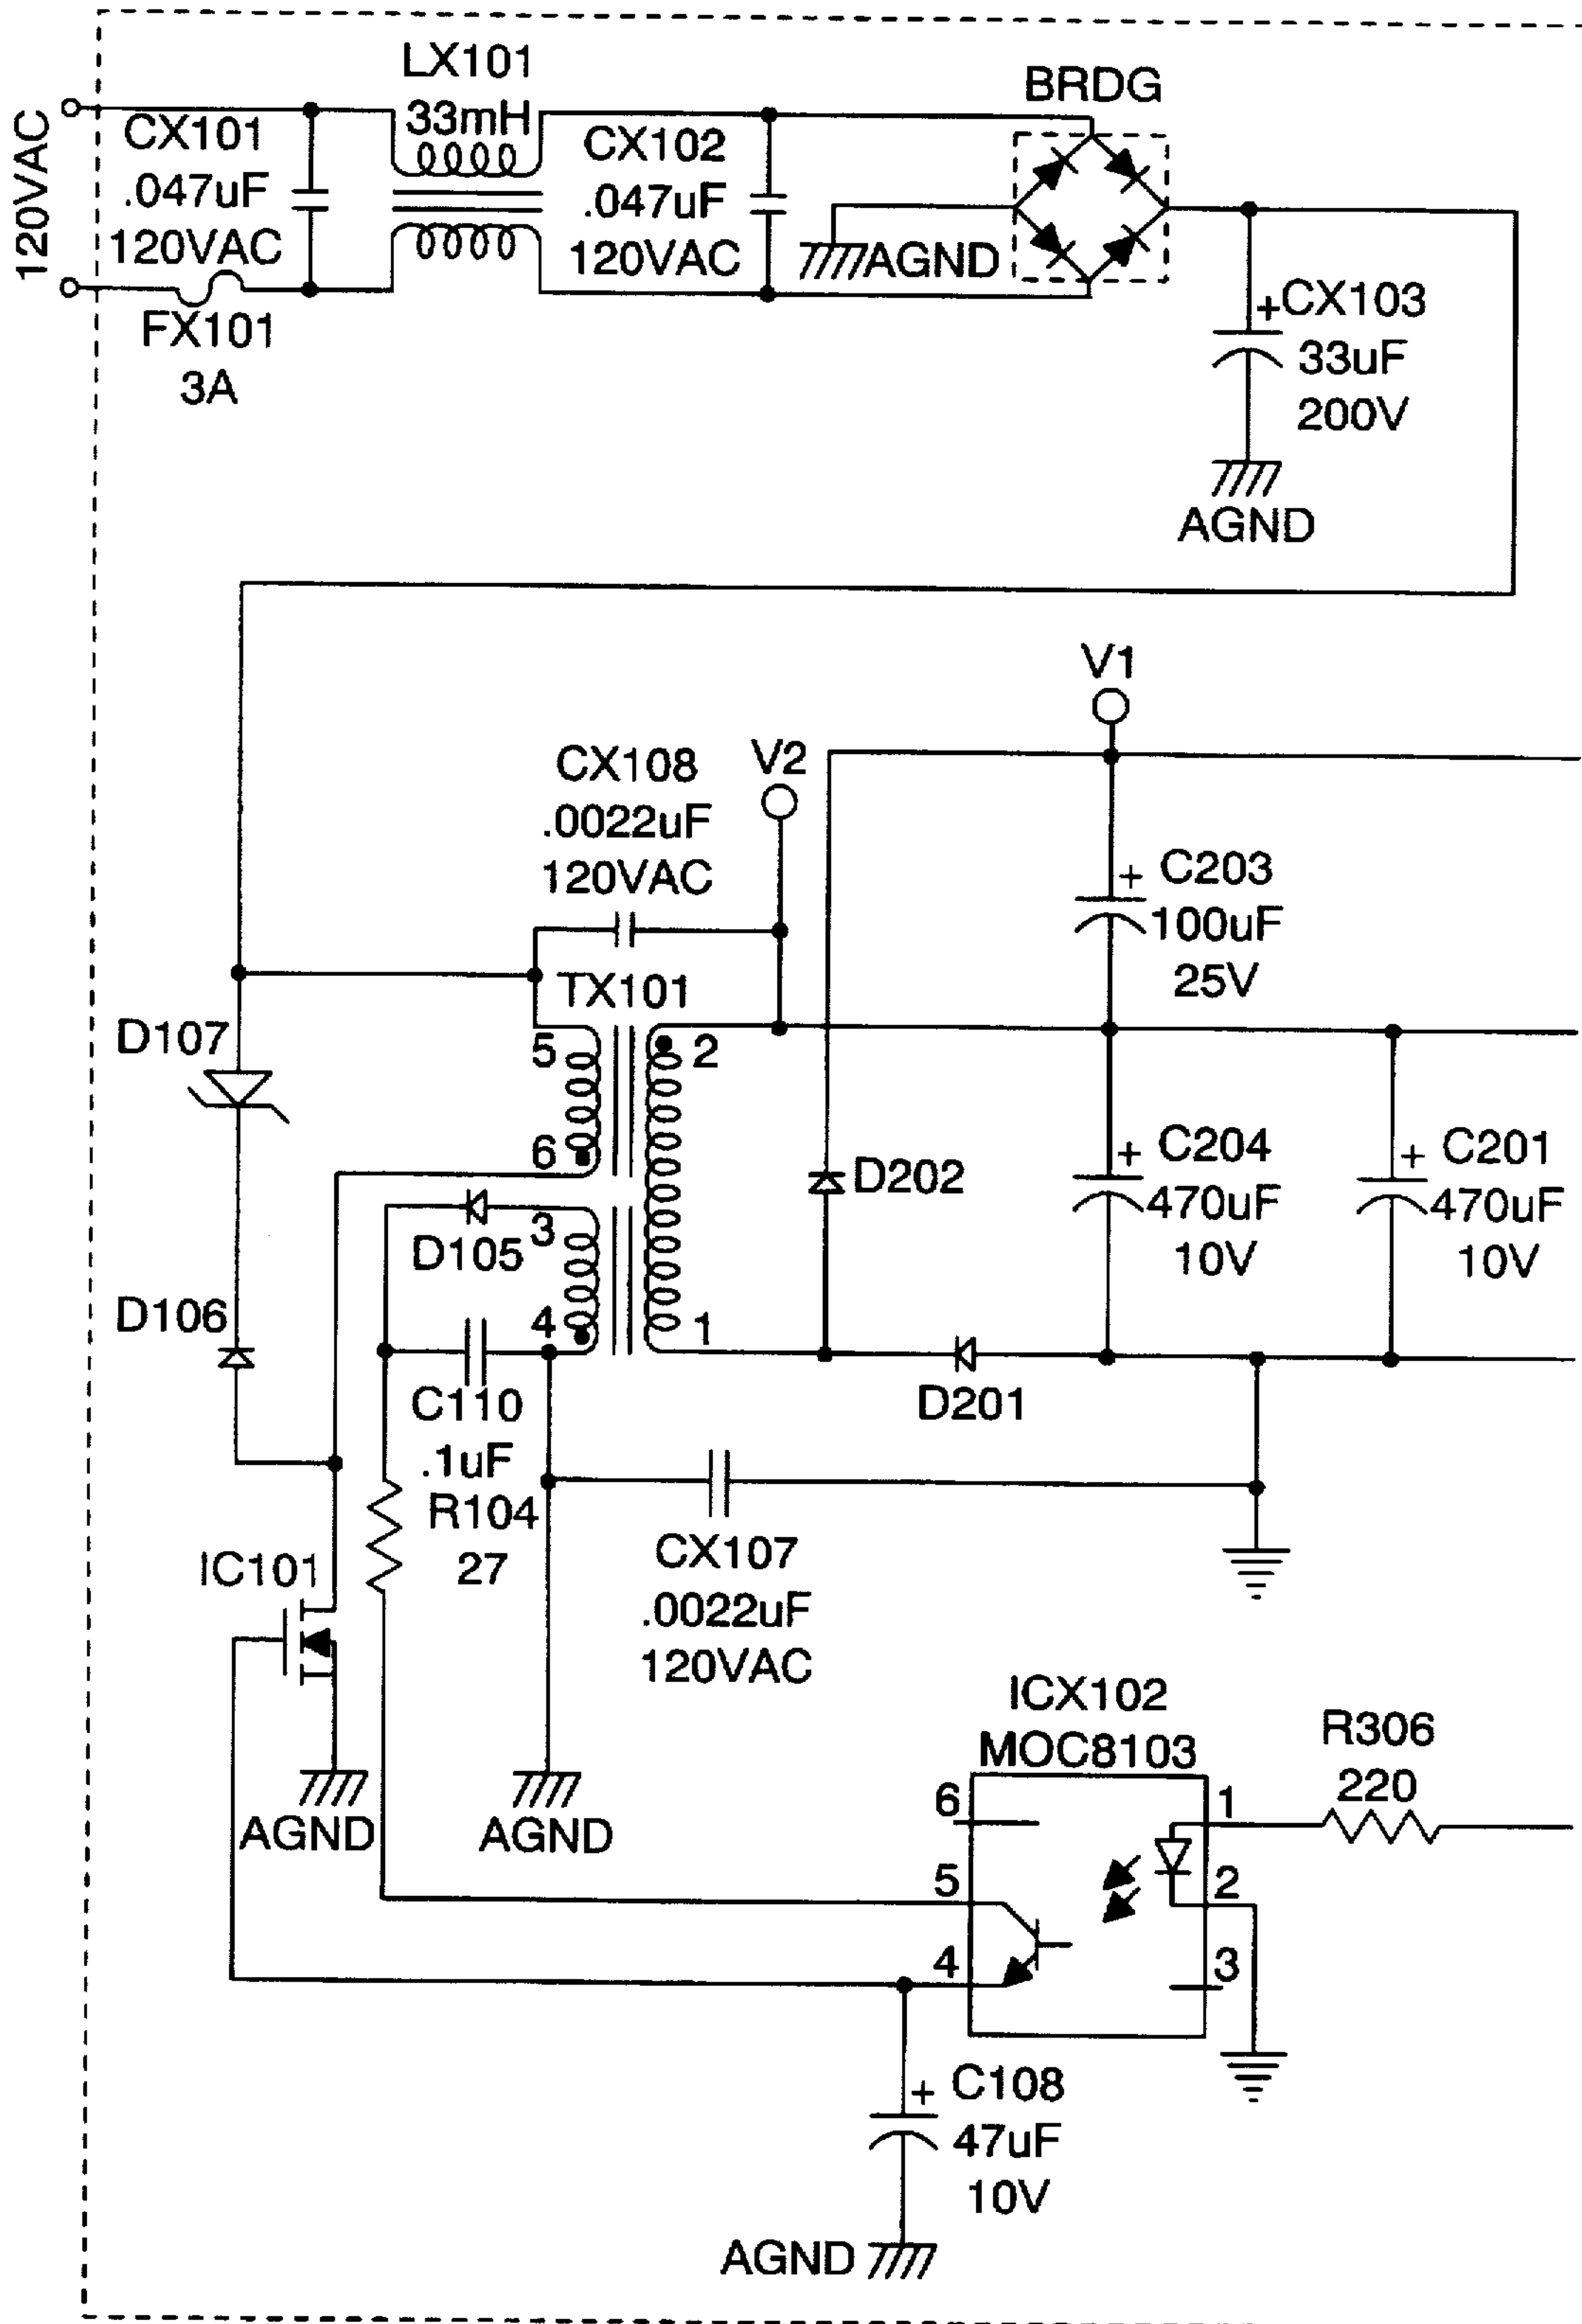 120VAC
CX101
.047uF
120VAC
FX101
3A
LX101
33mH
CX102
.047uF
120VAC
BRDG
AGND
+
CX103
33uF
200V
AGND
V1
V2
CX108
.0022uF
120VAC
TX101
5
6
3
4
2
1
D107
D106
D105
C110
.1uF
R104
27
D202
D201
+
C203
100uF
25V
+
C204
470uF
10V
+
C201
470uF
10V
CX107
.0022uF
120VAC
IC101
AGND
AGND
ICX102
MOC8103
6
5
4
1
2
3
R306
220
+
C108
47uF
10V
AGND